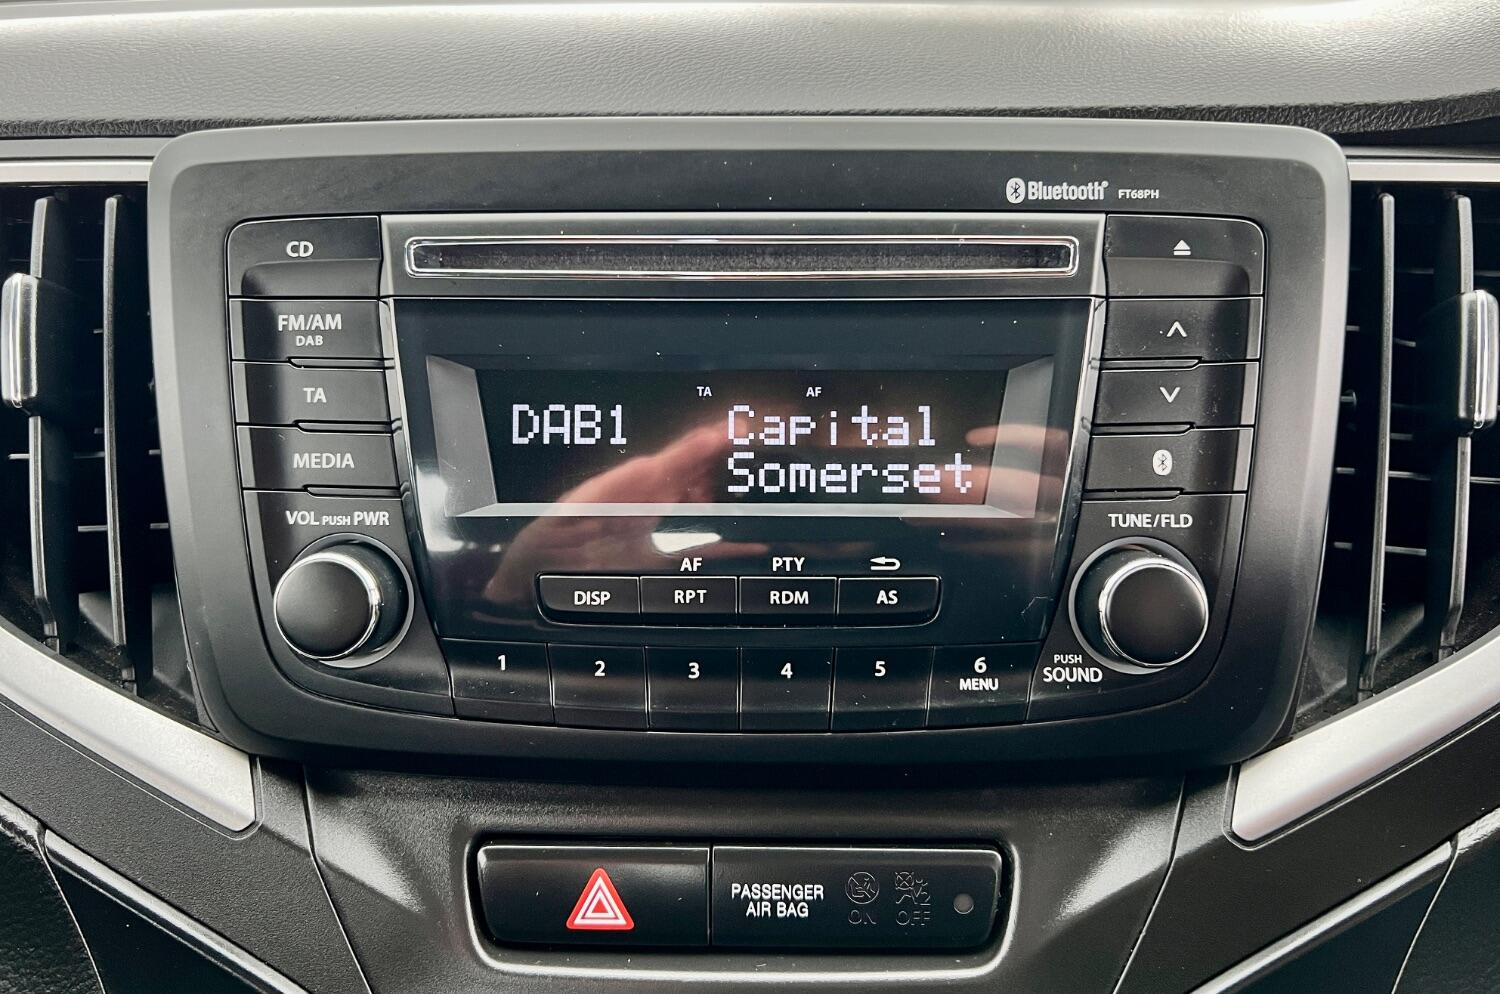 Bluetooth® FT68PH
CD
FM/AM
DAB
TA
MEDIA
VOL PUSH PWR
TA AF
DAB1 Capital
Somerset
TUNE/FLD
AF PTY
DISP RPT RDM AS
1 2 3 4 5 6
MENU
PUSH
SOUND
PASSENGER
AIR BAG
ON OFF